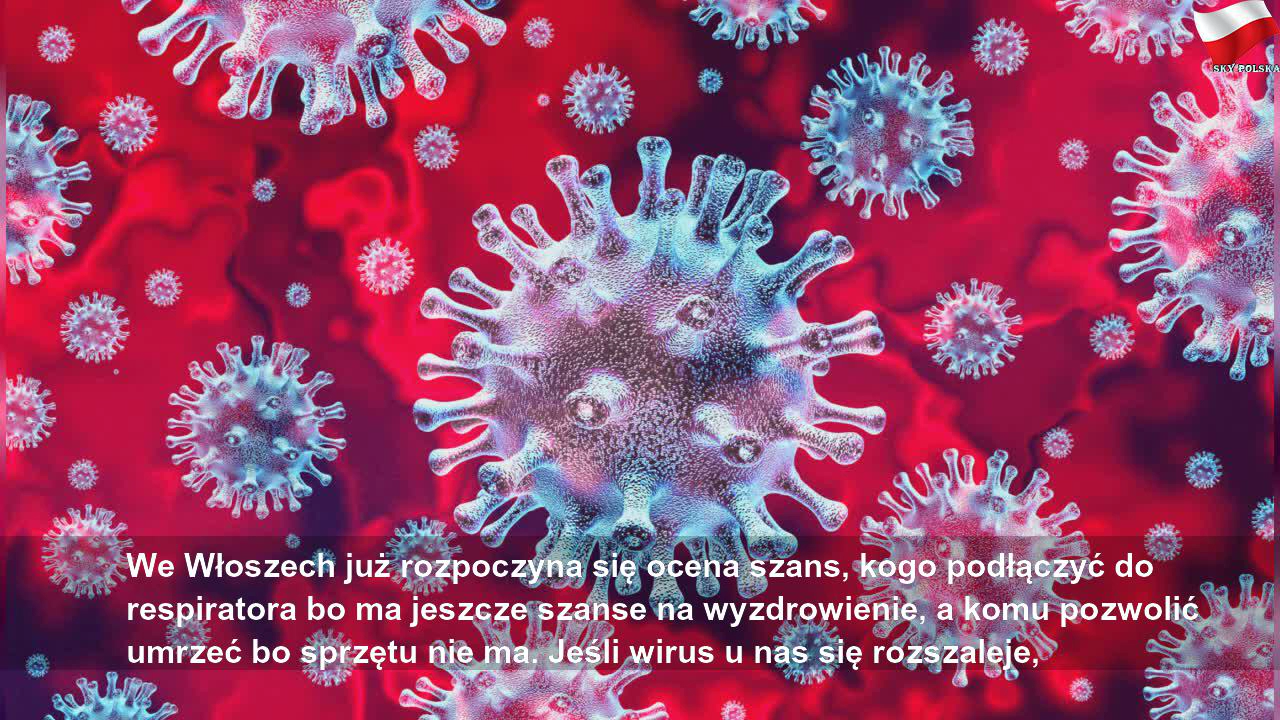 SKY POLSKA
We Włoszech już rozpoczyna się ocena szans, kogo podłączyć do
respiratora bo ma jeszcze szanse na wyzdrowienie, a komu pozwolić
umrzeć bo sprzętu nie ma. Jeśli wirus u nas się rozszaleje,